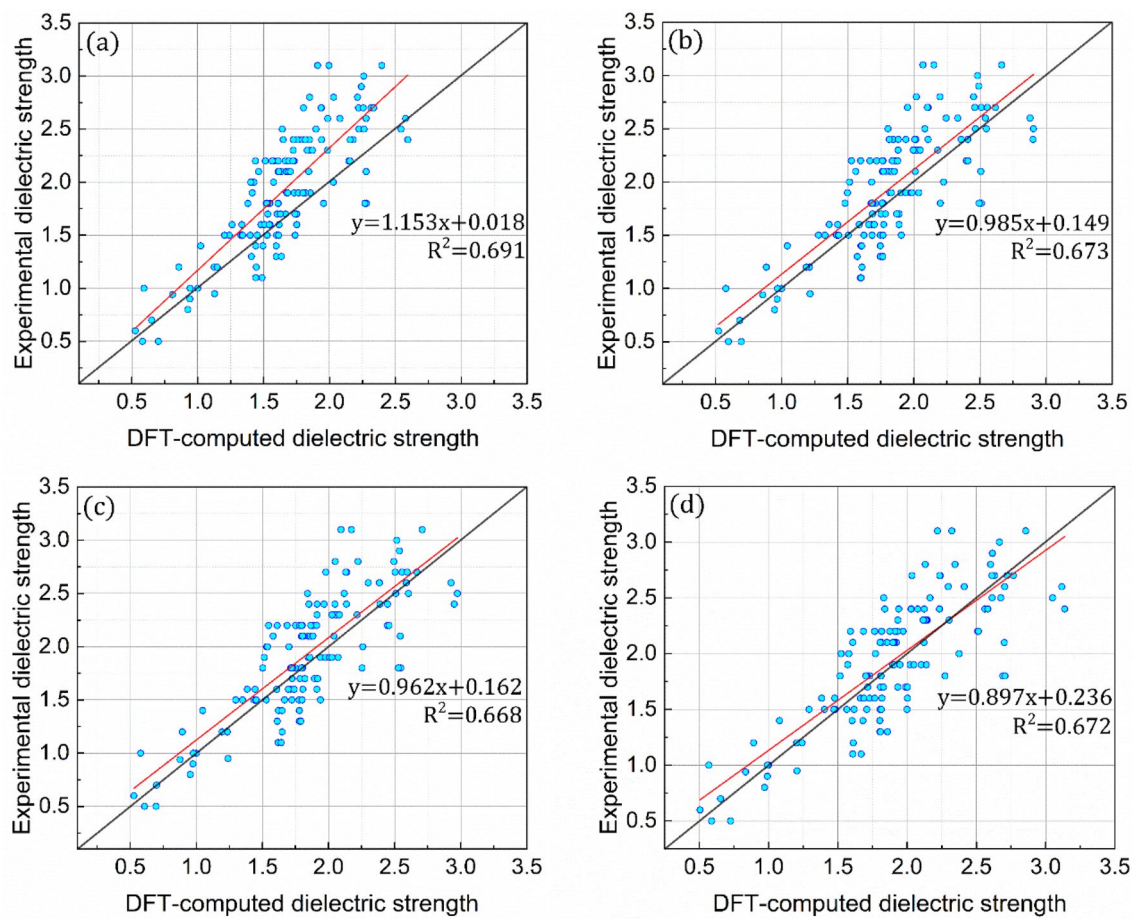 (a)
Experimental dielectric strength
3.5
3.0
2.5
2.0
1.5
1.0
0.5
y=1.153x+0.018
R²=0.691
0.5 1.0 1.5 2.0 2.5 3.0 3.5
DFT-computed dielectric strength
(b)
Experimental dielectric strength
3.5
3.0
2.5
2.0
1.5
1.0
0.5
y=0.985x+0.149
R²=0.673
0.5 1.0 1.5 2.0 2.5 3.0 3.5
DFT-computed dielectric strength
(c)
Experimental dielectric strength
3.5
3.0
2.5
2.0
1.5
1.0
0.5
y=0.962x+0.162
R²=0.668
0.5 1.0 1.5 2.0 2.5 3.0 3.5
DFT-computed dielectric strength
(d)
Experimental dielectric strength
3.5
3.0
2.5
2.0
1.5
1.0
0.5
y=0.897x+0.236
R²=0.672
0.5 1.0 1.5 2.0 2.5 3.0 3.5
DFT-computed dielectric strength